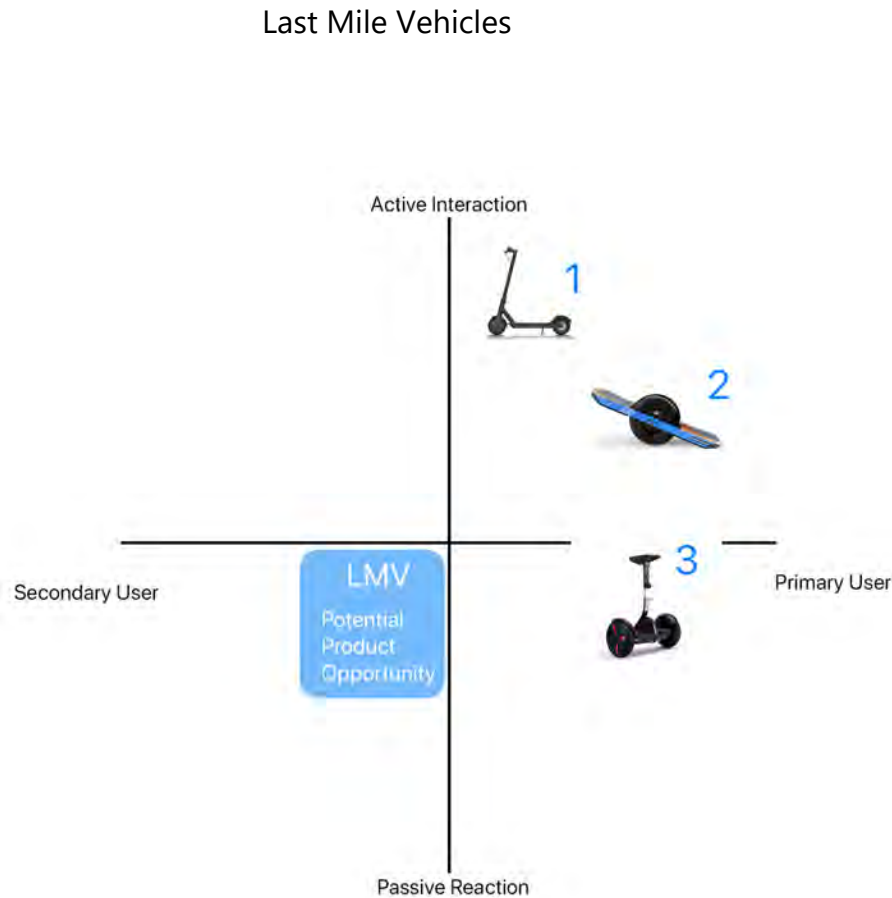 Last Mile Vehicles
Active Interaction
1
2
3
Secondary User
LMV
Potential
Product
Opportunity
Primary User
Passive Reaction